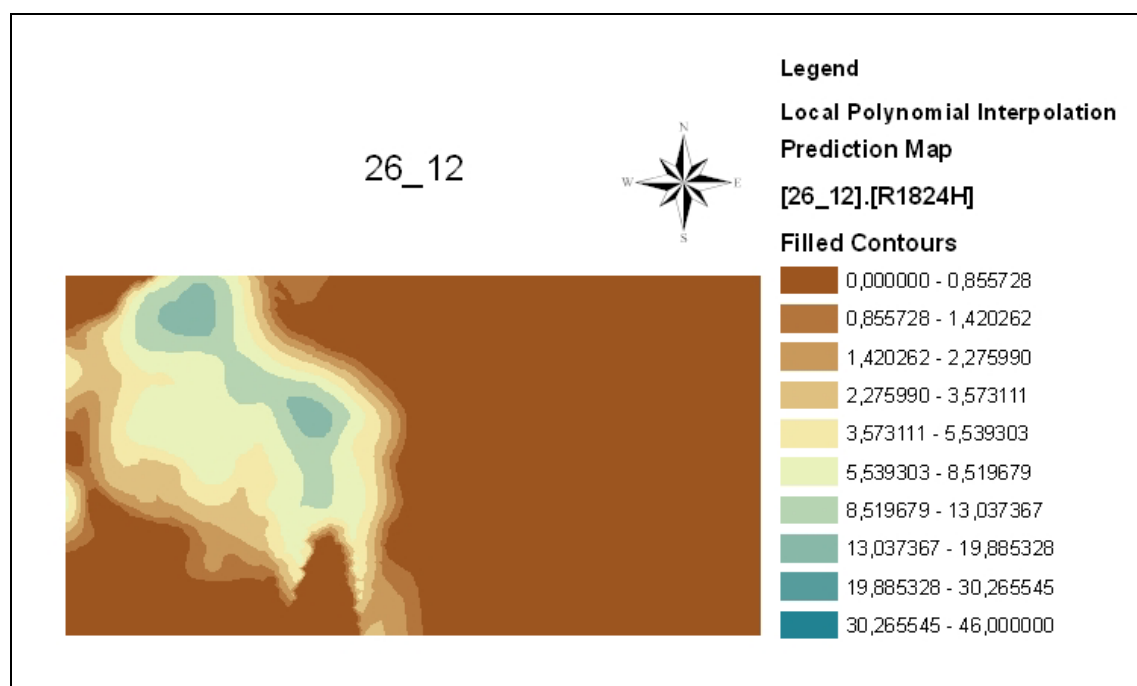 26_12
N
W
E
S
Legend
Local Polynomial Interpolation
Prediction Map
[26_12].[R1824H]
Filled Contours
0,000000 - 0,855728
0,855728 - 1,420262
1,420262 - 2,275990
2,275990 - 3,573111
3,573111 - 5,539303
5,539303 - 8,519679
8,519679 - 13,037367
13,037367 - 19,885328
19,885328 - 30,265545
30,265545 - 46,000000